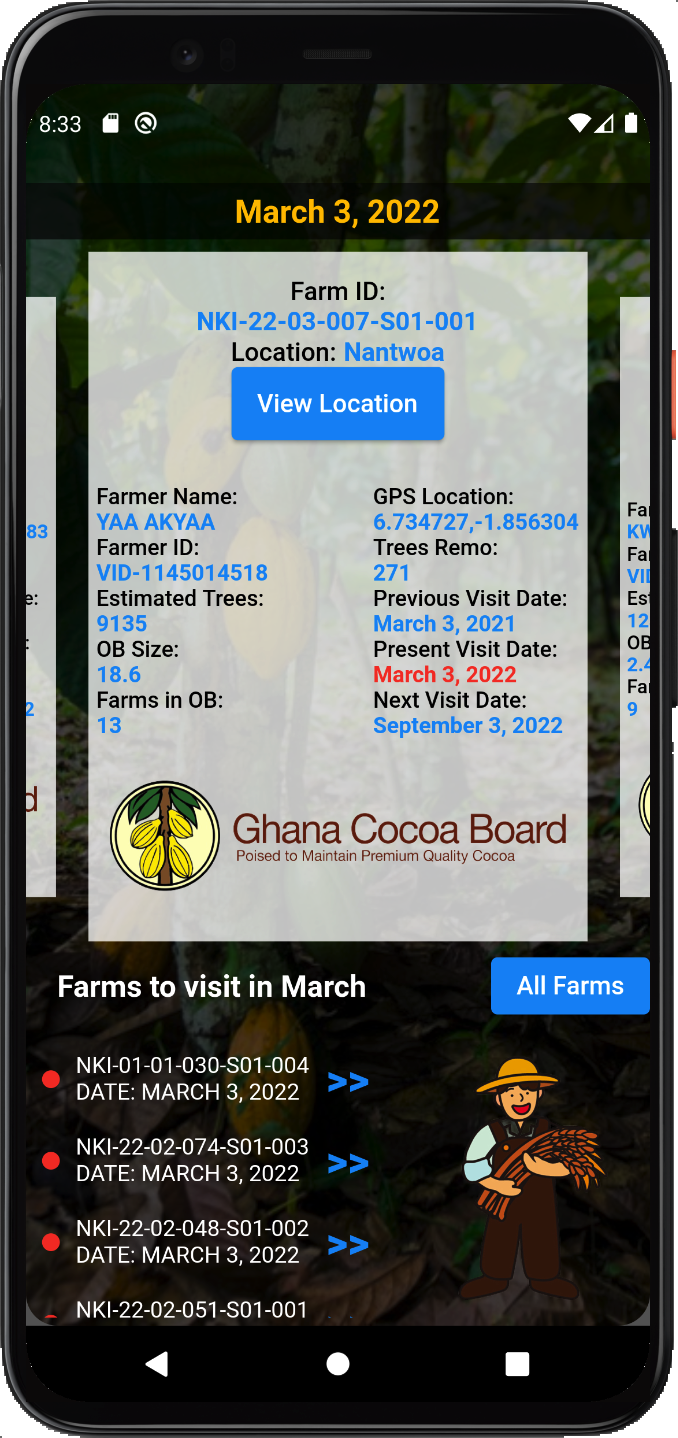 8:33
March 3, 2022
Farm ID:
NKI-22-03-007-S01-001
Location: Nantwoa
View Location
Farmer Name:
YAA AKYAA
Farmer ID:
VID-1145014518
Estimated Trees:
9135
OB Size:
18.6
Farms in OB:
13
GPS Location:
6.734727,-1.856304
Trees Remo:
271
Previous Visit Date:
March 3, 2021
Present Visit Date:
March 3, 2022
Next Visit Date:
September 3, 2022
Ghana Cocoa Board
Poised to Maintain Premium Quality Cocoa
83
e:
:
2
d
Far
KW
Far
VID
Est
12
OB
2.4
Far
9
Farms to visit in March
All Farms
NKI-01-01-030-S01-004
DATE: MARCH 3, 2022
>>
NKI-22-02-074-S01-003
DATE: MARCH 3, 2022
>>
NKI-22-02-048-S01-002
DATE: MARCH 3, 2022
>>
NKI-22-02-051-S01-001